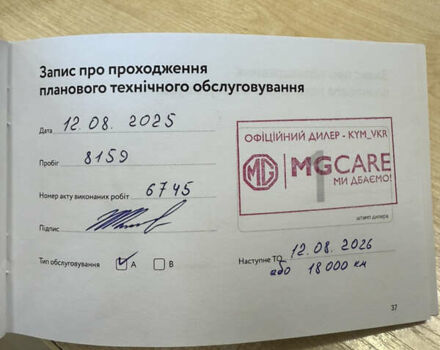 Запис про проходження
планового технічного обслуговування
Дата 12.08.2025
Пробіг 8159
Номер акту виконаних робіт 6745
Підпис
Тип обслуговування A B
ОФІЦІЙНИЙ ДИЛЕР - KYM_VKR
MG MGCARE
МИ ДБАЄМО!
1
штамп дилера
Наступне ТО 12.08.2026
або 18000 км
37